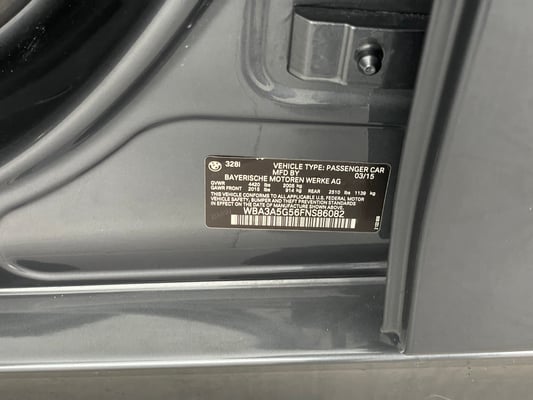 328i
VEHICLE TYPE: PASSENGER CAR
MFD BY
03/15
BAYERISCHE MOTOREN WERKE AG
GVWR 4420 lbs 2005 kg
GAWR FRONT 2015 lbs 914 kg REAR 2510 lbs 1139 kg
THIS VEHICLE CONFORMS TO ALL APPLICABLE U.S. FEDERAL MOTOR
VEHICLE SAFETY, BUMPER AND THEFT PREVENTION STANDARDS
IN EFFECT ON THE DATE OF MANUFACTURE SHOWN ABOVE.
WBA3A5G56FNS86082